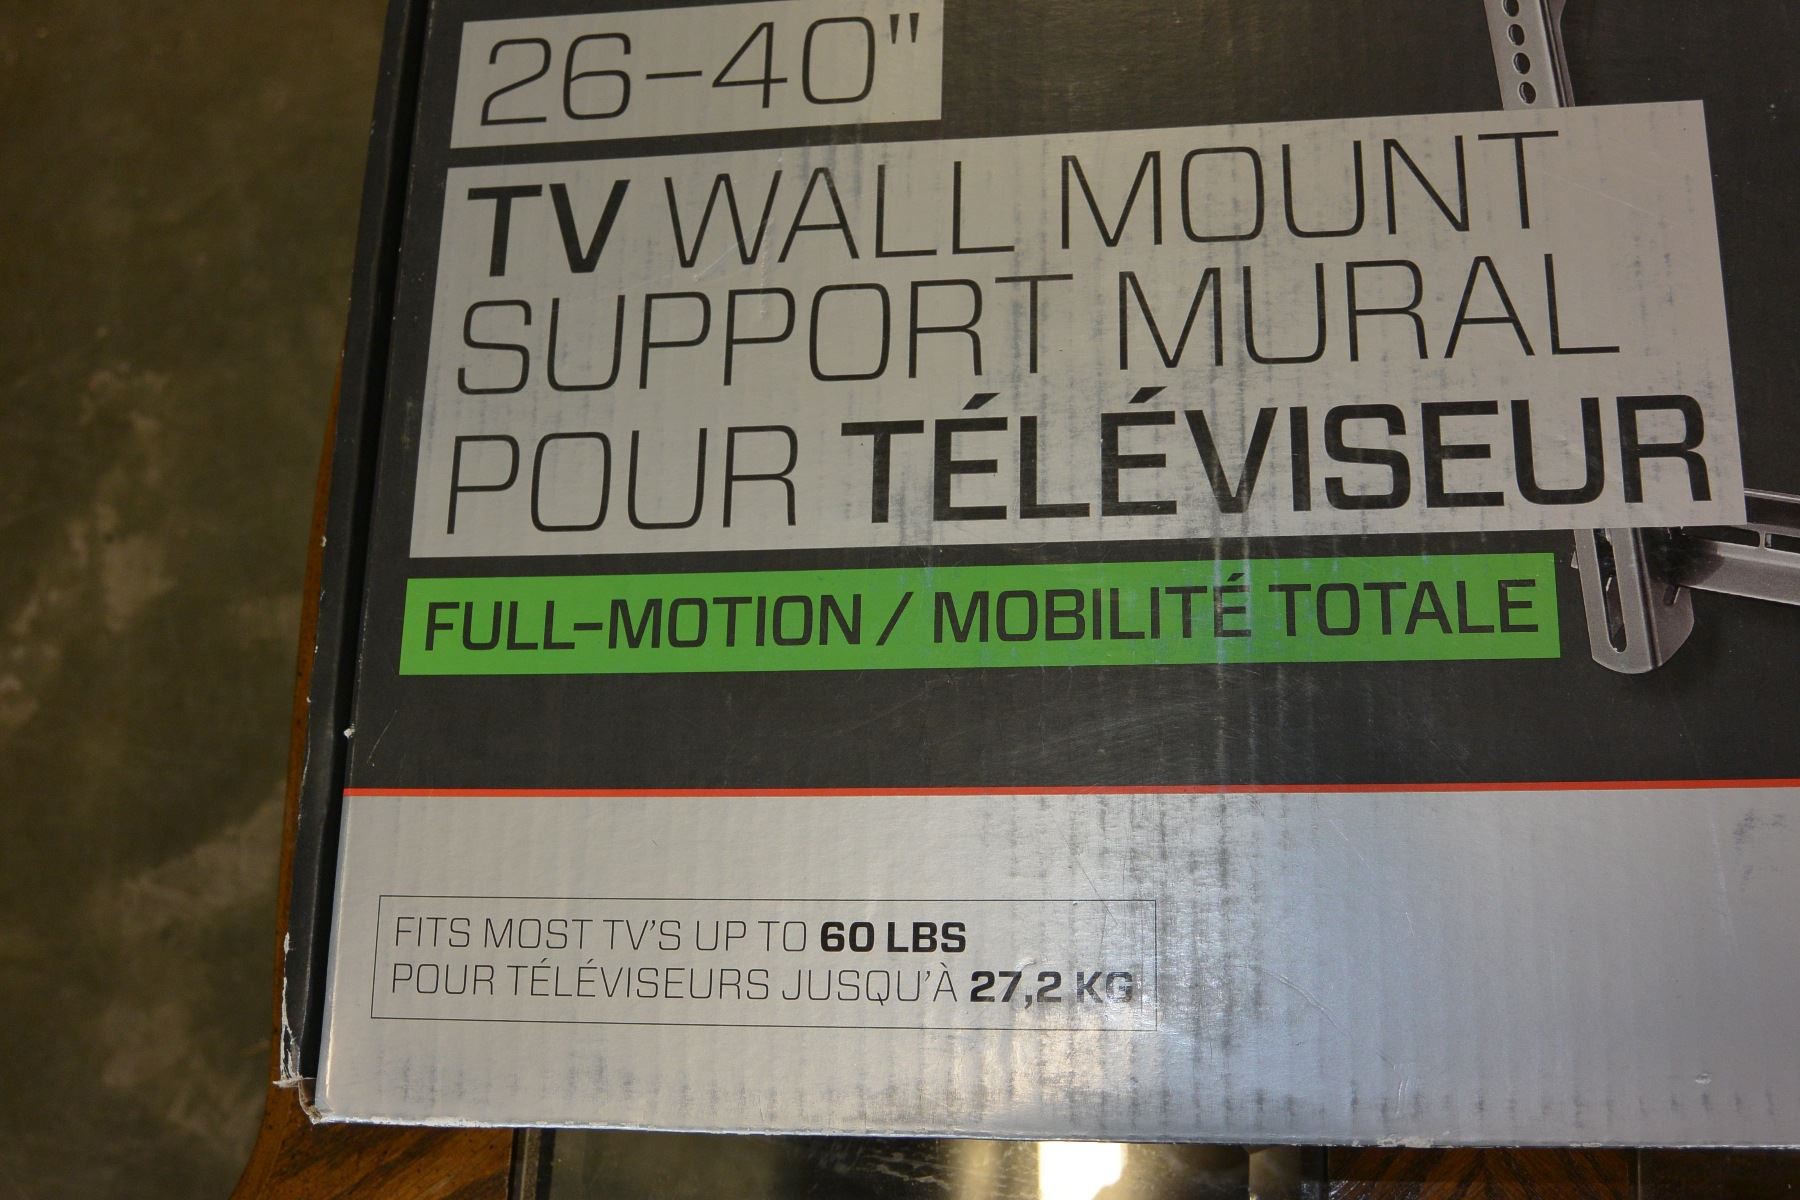 26-40"
TV WALL MOUNT
SUPPORT MURAL
POUR TÉLÉVISEUR
FULL-MOTION / MOBILITÉ TOTALE
FITS MOST TV'S UP TO 60 LBS
POUR TÉLÉVISEURS JUSQU'À 27,2 KG